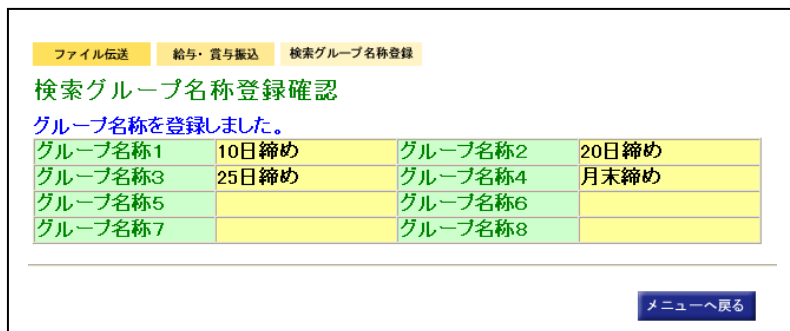 ファイル伝送 給与・賞与振込 検索グループ名称登録
検索グループ名称登録確認
グループ名称を登録しました。
グループ名称1 10日締め グループ名称2 20日締め
グループ名称3 25日締め グループ名称4 月末締め
グループ名称5 グループ名称6
グループ名称7 グループ名称8
メニューへ戻る